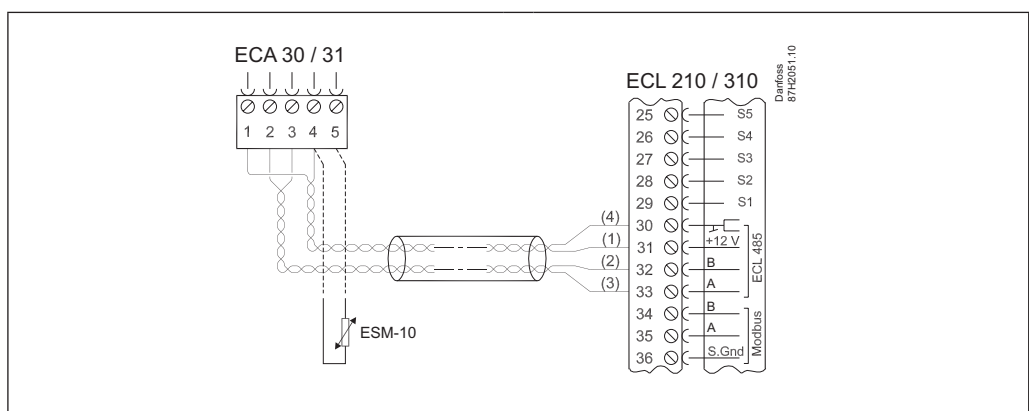 ECA 30 / 31
1 2 3 4 5
ECL 210 / 310
Danfoss
87H2051.10
25 S5
26 S4
27 S3
28 S2
29 S1
(4) 30
(1) 31 +12 V
(2) 32 B
(3) 33 A
ECL 485
34 B
35 A
36 S.Gnd
Modbus
ESM-10